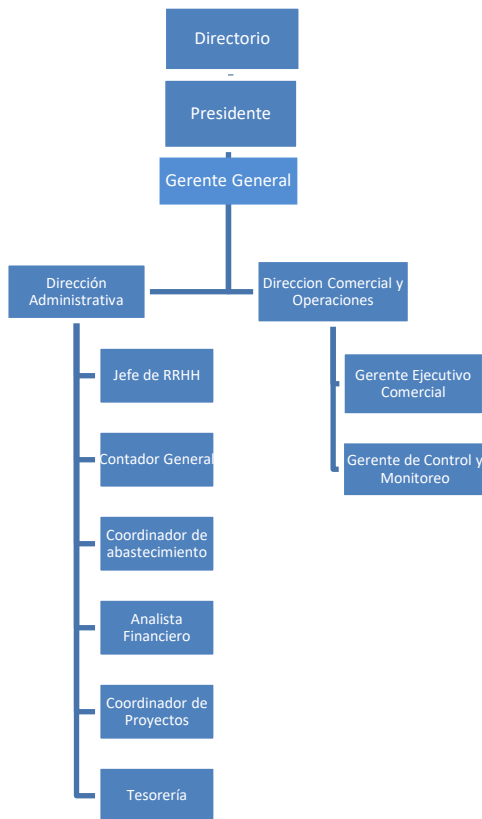 Directorio
Presidente
Gerente General
Dirección
Administrativa
Direccion Comercial y
Operaciones
Jefe de RRHH
Contador General
Coordinador de
abastecimiento
Analista
Financiero
Coordinador de
Proyectos
Tesorería
Gerente Ejecutivo
Comercial
Gerente de Control y
Monitoreo